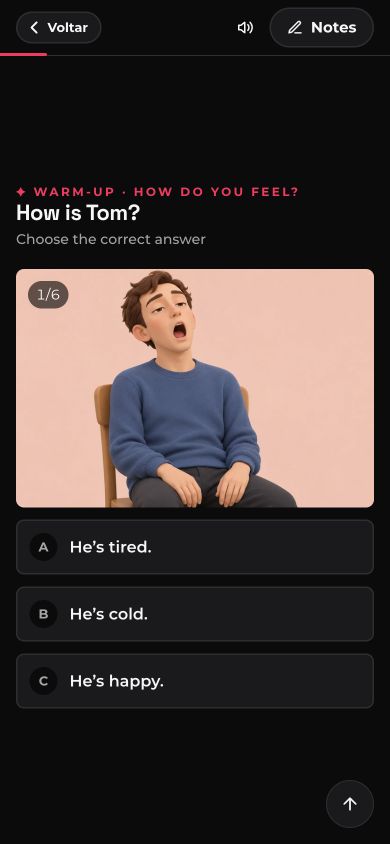 Voltar
Notes
WARM-UP · HOW DO YOU FEEL?
How is Tom?
Choose the correct answer
1/6
A He’s tired.
B He’s cold.
C He’s happy.